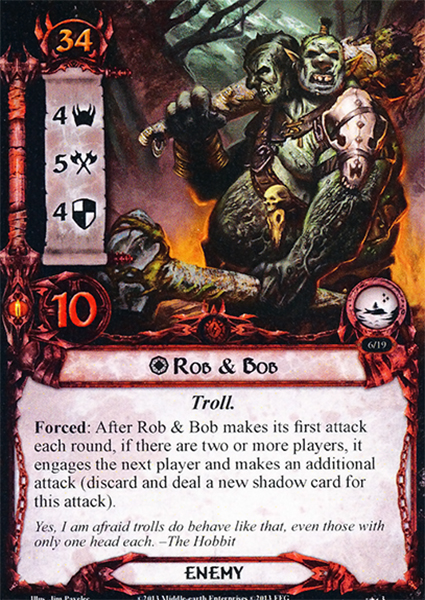 34
4
5
4
10
6/19
Rob & Bob
Troll.
Forced: After Rob & Bob makes its first attack
each round, if there are two or more players, it
engages the next player and makes an additional
attack (discard and deal a new shadow card for
this attack).
Yes, I am afraid trolls do behave like that, even those with
only one head each. –The Hobbit
ENEMY
Illus. Jim Pavelec ©2013 Middle-earth Enterprises ©2013 FFG